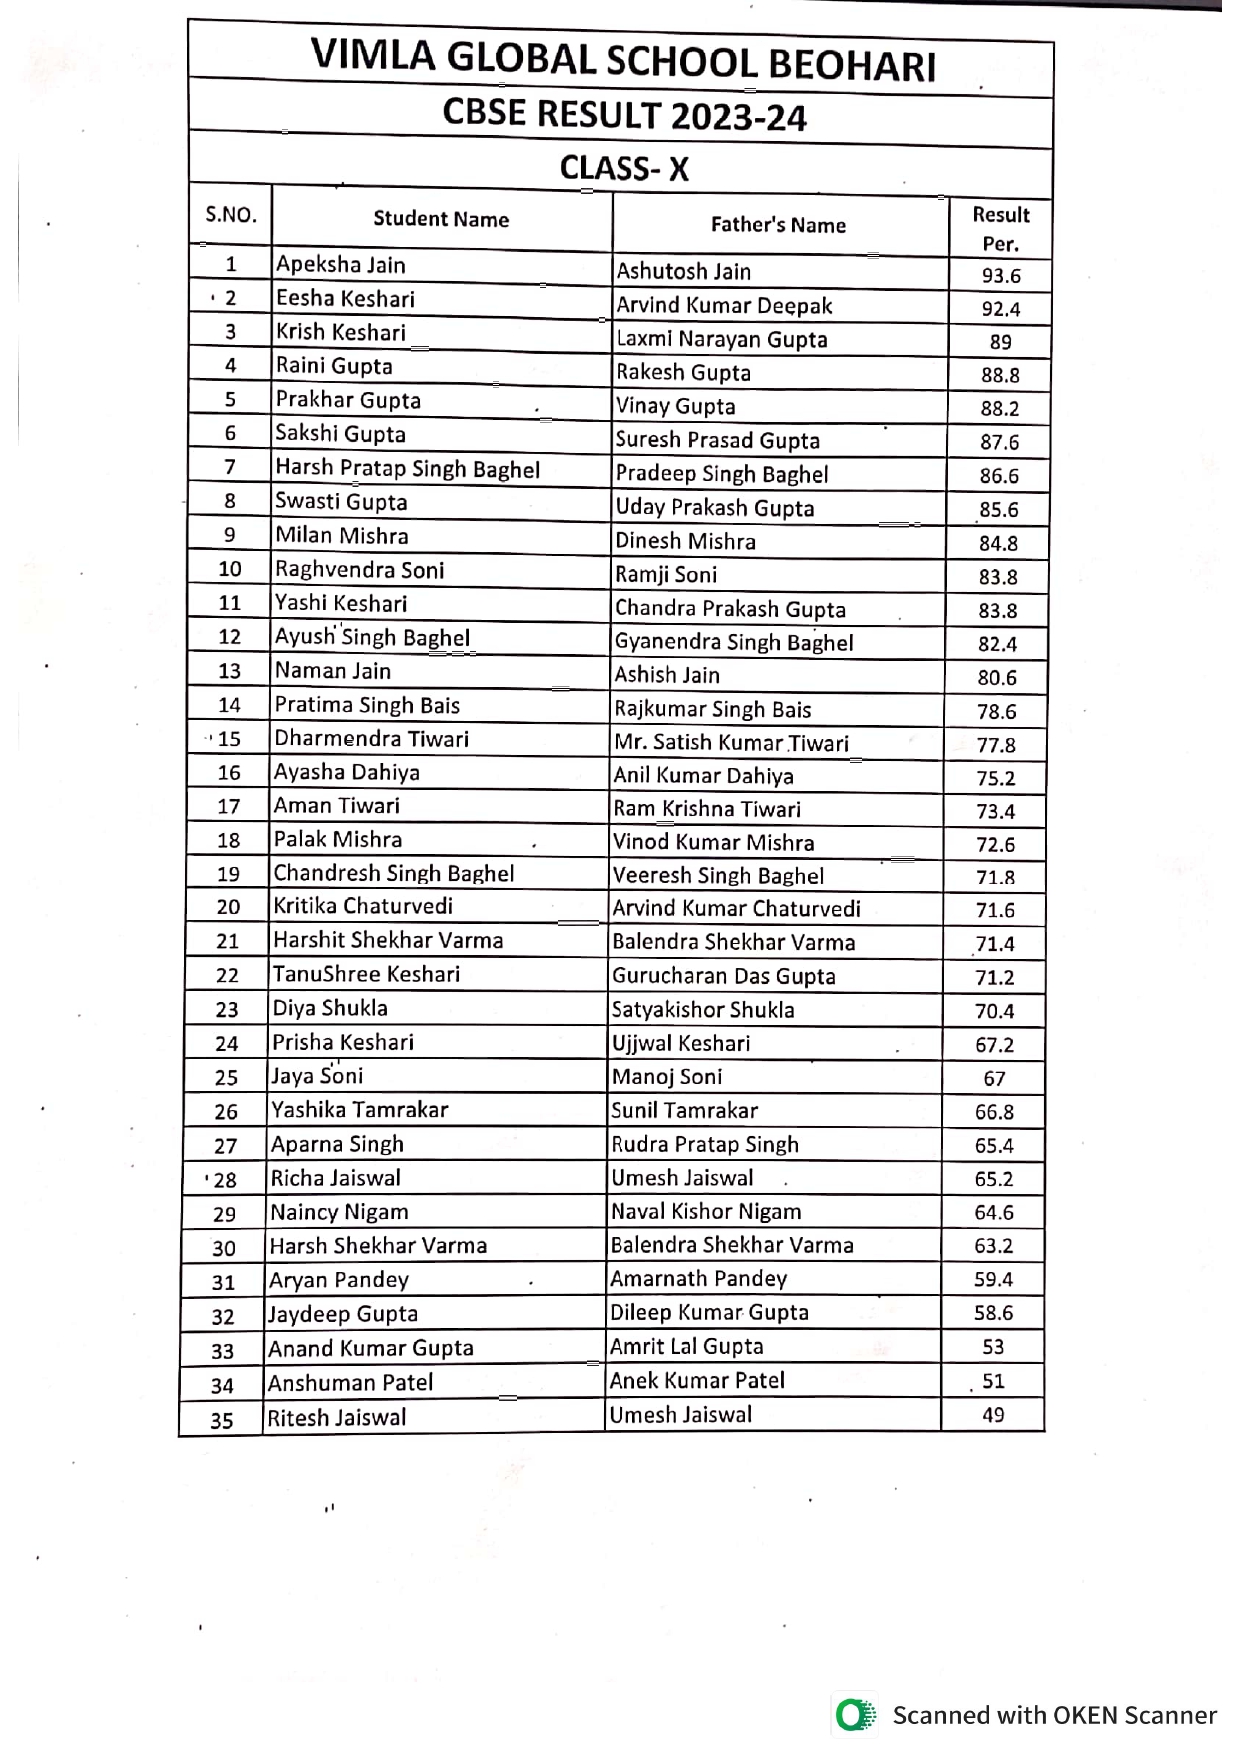 VIMLA GLOBAL SCHOOL BEOHARI
CBSE RESULT 2023-24
CLASS- X
S.NO. Student Name Father's Name Result Per.
1 Apeksha Jain Ashutosh Jain 93.6
2 Eesha Keshari Arvind Kumar Deepak 92.4
3 Krish Keshari Laxmi Narayan Gupta 89
4 Raini Gupta Rakesh Gupta 88.8
5 Prakhar Gupta Vinay Gupta 88.2
6 Sakshi Gupta Suresh Prasad Gupta 87.6
7 Harsh Pratap Singh Baghel Pradeep Singh Baghel 86.6
8 Swasti Gupta Uday Prakash Gupta 85.6
9 Milan Mishra Dinesh Mishra 84.8
10 Raghvendra Soni Ramji Soni 83.8
11 Yashi Keshari Chandra Prakash Gupta 83.8
12 Ayush Singh Baghel Gyanendra Singh Baghel 82.4
13 Naman Jain Ashish Jain 80.6
14 Pratima Singh Bais Rajkumar Singh Bais 78.6
15 Dharmendra Tiwari Mr. Satish Kumar Tiwari 77.8
16 Ayasha Dahiya Anil Kumar Dahiya 75.2
17 Aman Tiwari Ram Krishna Tiwari 73.4
18 Palak Mishra Vinod Kumar Mishra 72.6
19 Chandresh Singh Baghel Veeresh Singh Baghel 71.8
20 Kritika Chaturvedi Arvind Kumar Chaturvedi 71.6
21 Harshit Shekhar Varma Balendra Shekhar Varma 71.4
22 TanuShree Keshari Gurucharan Das Gupta 71.2
23 Diya Shukla Satyakishor Shukla 70.4
24 Prisha Keshari Ujjwal Keshari 67.2
25 Jaya Soni Manoj Soni 67
26 Yashika Tamrakar Sunil Tamrakar 66.8
27 Aparna Singh Rudra Pratap Singh 65.4
28 Richa Jaiswal Umesh Jaiswal 65.2
29 Naincy Nigam Naval Kishor Nigam 64.6
30 Harsh Shekhar Varma Balendra Shekhar Varma 63.2
31 Aryan Pandey Amarnath Pandey 59.4
32 Jaydeep Gupta Dileep Kumar Gupta 58.6
33 Anand Kumar Gupta Amrit Lal Gupta 53
34 Anshuman Patel Anek Kumar Patel 51
35 Ritesh Jaiswal Umesh Jaiswal 49
Scanned with OKEN Scanner